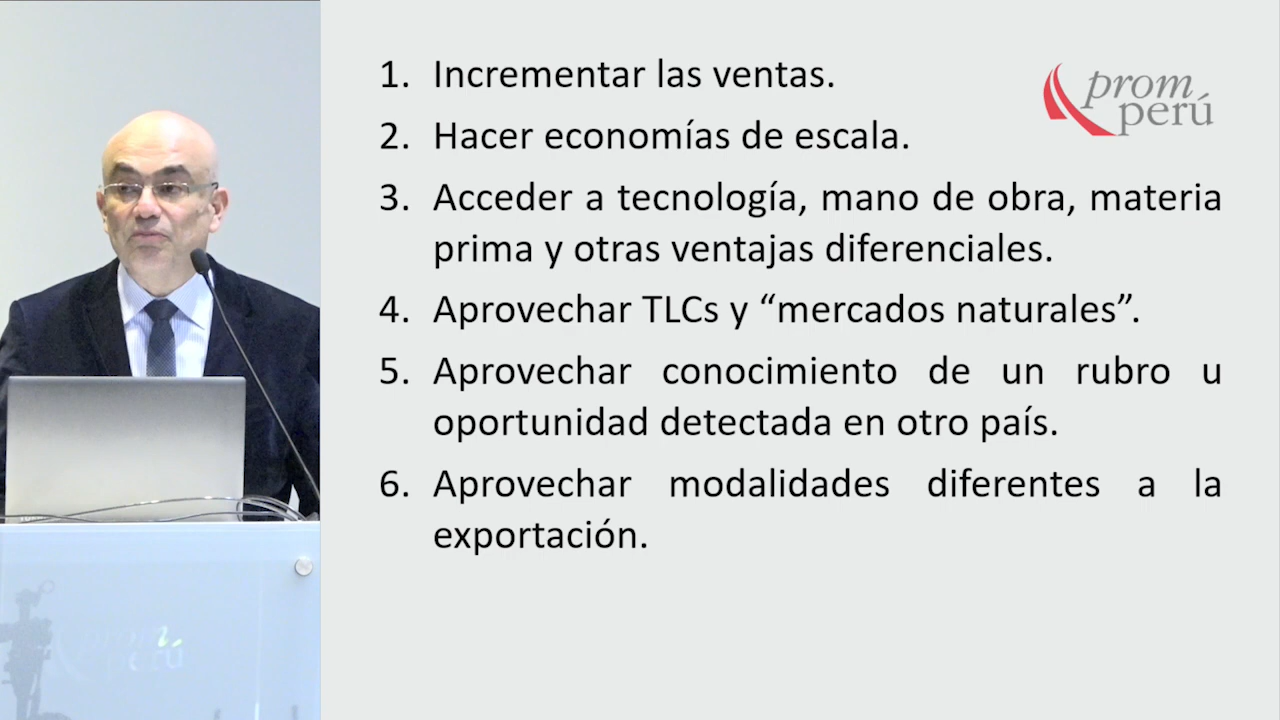 1. Incrementar las ventas.
prom
perú
2. Hacer economías de escala.
3. Acceder a tecnología, mano de obra, materia
prima y otras ventajas diferenciales.
4. Aprovechar TLCs y “mercados naturales”.
5. Aprovechar conocimiento de un rubro u
oportunidad detectada en otro país.
6. Aprovechar modalidades diferentes a la
exportación.
prom
perú